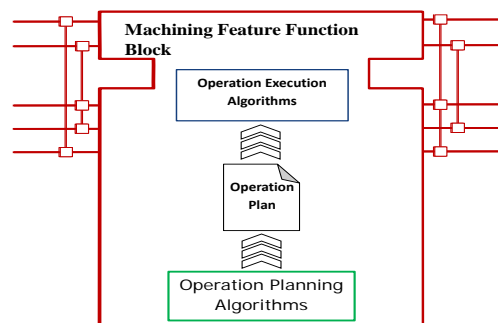 Machining Feature Function
Block
Operation Execution
Algorithms
Operation
Plan
Operation Planning
Algorithms